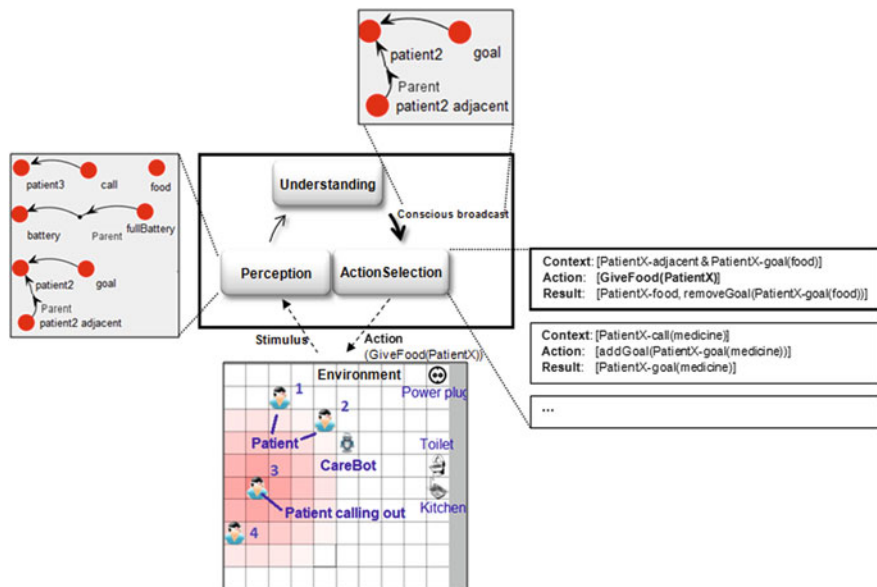 patient2
goal
Parent
patient2 adjacent
patient3
call
food
battery
Parent
fullBattery
patient2
goal
Parent
patient2 adjacent
Understanding
Conscious broadcast
Perception
ActionSelection
Stimulus
Action
(GiveFood(PatientX))
Context: [PatientX-adjacent & PatientX-goal(food)]
Action: [GiveFood(PatientX)]
Result: [PatientX-food, removeGoal(PatientX-goal(food))]
Context: [PatientX-call(medicine)]
Action: [addGoal(PatientX-goal(medicine))]
Result: [PatientX-goal(medicine)]
...
Environment
1
Power plug
2
Patient
Toilet
CareBot
3
Patient calling out
Kitchen
4